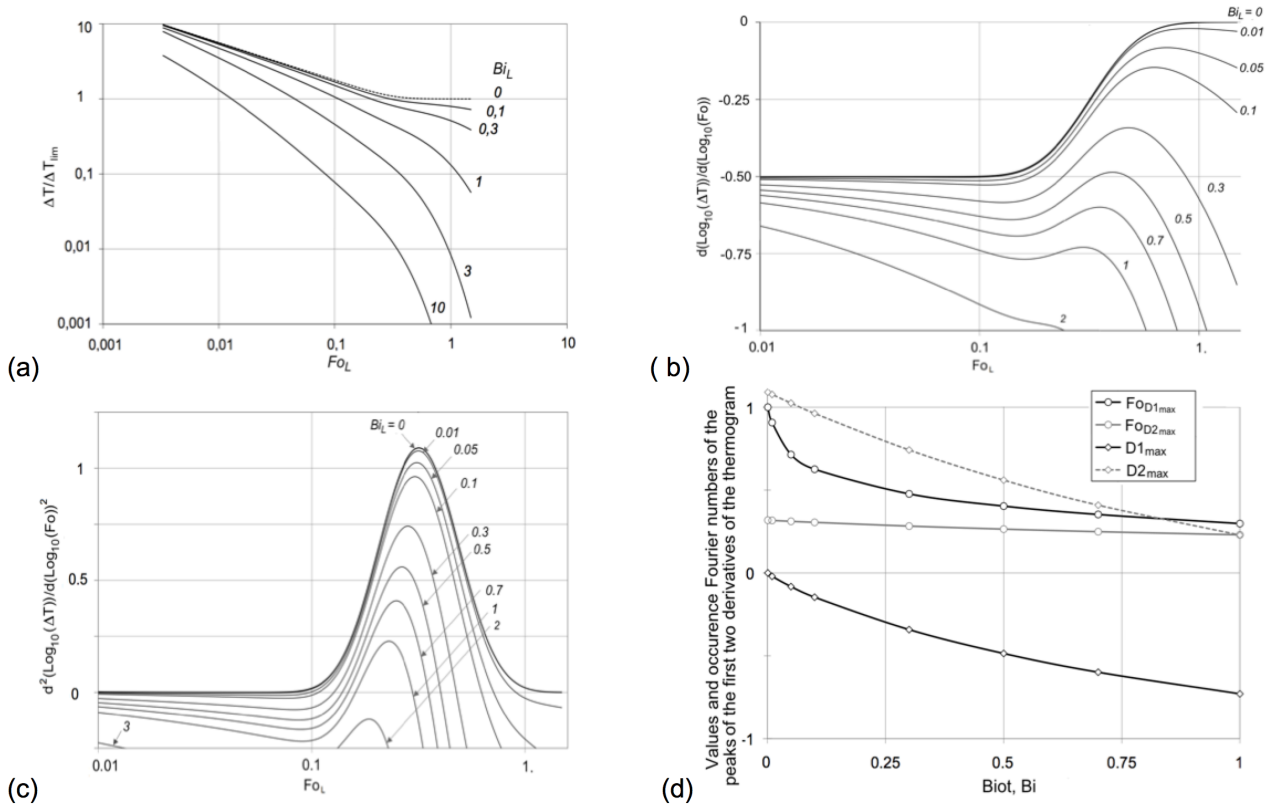 10
1
0,1
0,01
0,001
ΔT/ΔT_lim
Bi_L
0
0,1
0,3
1
3
10
0,001
0,01
0,1
1
10
Fo_L
(a)
0
-0.25
-0.50
-0.75
-1
d(Log₁₀(ΔT))/d(Log₁₀(Fo))
Bi_L = 0
0.01
0.05
0.1
0.3
0.5
0.7
1
2
0.01
0.1
1.
Fo_L
( b)
1
0.5
0
d²(Log₁₀(ΔT))/d(Log₁₀(Fo))²
Bi_L = 0
0.01
0.05
0.1
0.3
0.5
0.7
1
2
3
0.01
0.1
1.
Fo_L
(c)
Values and occurence Fourier numbers of the
peaks of the first two derivatives of the thermogram
1
0
-1
Fo_D1max
Fo_D2max
D1max
D2max
0
0.25
0.5
0.75
1
Biot, Bi
(d)